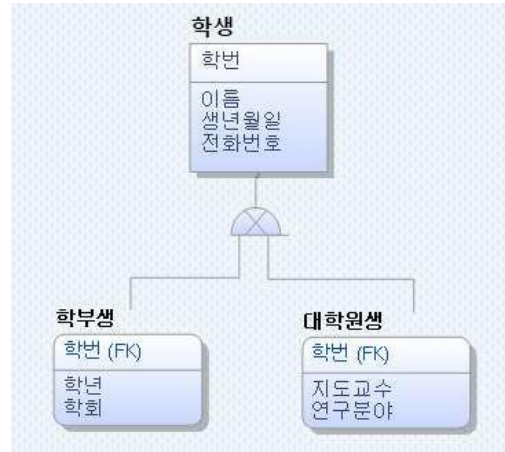 학생
학번
이름
생년월일
전화번호
학부생
학번 (FK)
학년
학회
대학원생
학번 (FK)
지도교수
연구분야